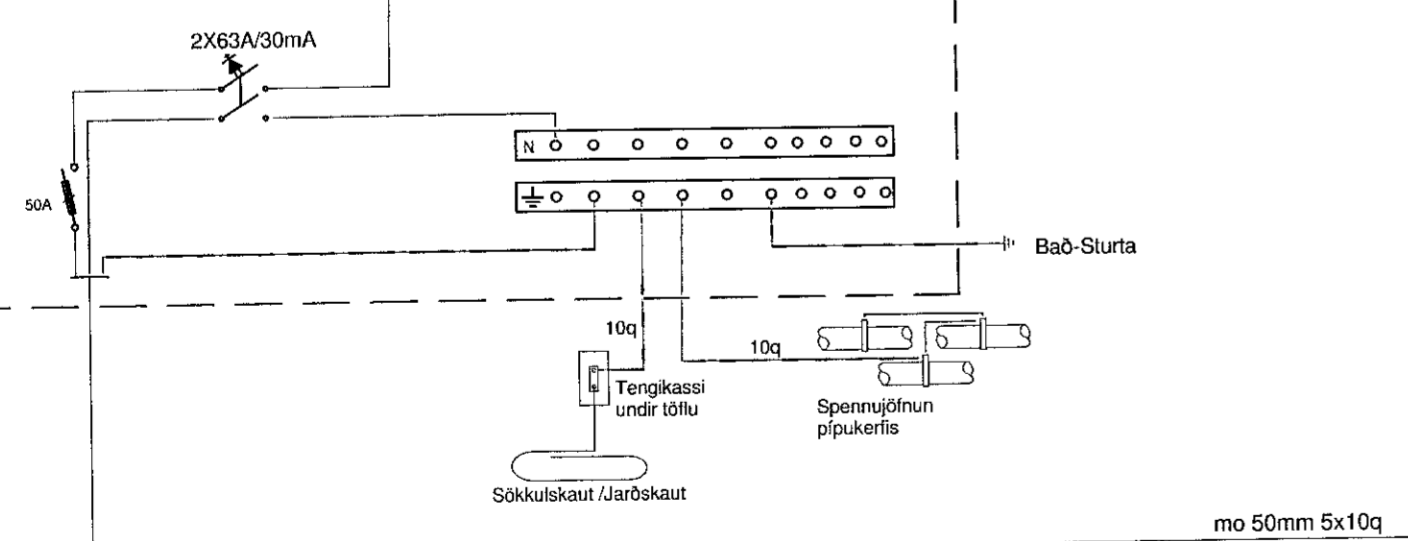 2X63A/30mA
N
50A
Bað-Sturta
10q
10q
Tengikassi
undir töflu
Spennujöfnun
pípukerfis
Sökkulskaut /Jarðskaut
mo 50mm 5x10q